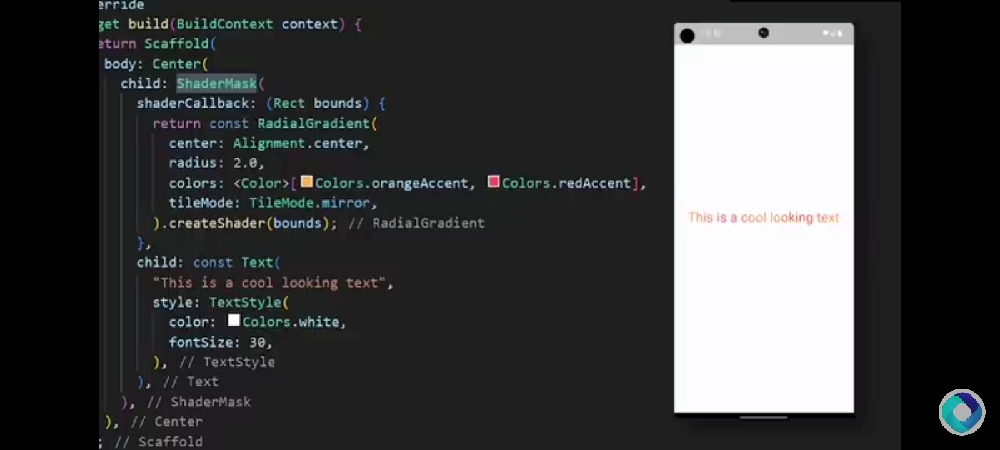 erride
get build(BuildContext context) {
eturn Scaffold(
body: Center(
child: ShaderMask(
shaderCallback: (Rect bounds) {
return const RadialGradient(
center: Alignment.center,
radius: 2.0,
colors: <Color>[Colors.orangeAccent, Colors.redAccent],
tileMode: TileMode.mirror,
).createShader(bounds); // RadialGradient
},
child: const Text(
"This is a cool looking text",
style: TextStyle(
color: Colors.white,
fontSize: 30,
), // TextStyle
), // Text
), // ShaderMask
), // Center
; // Scaffold
This is a cool looking text